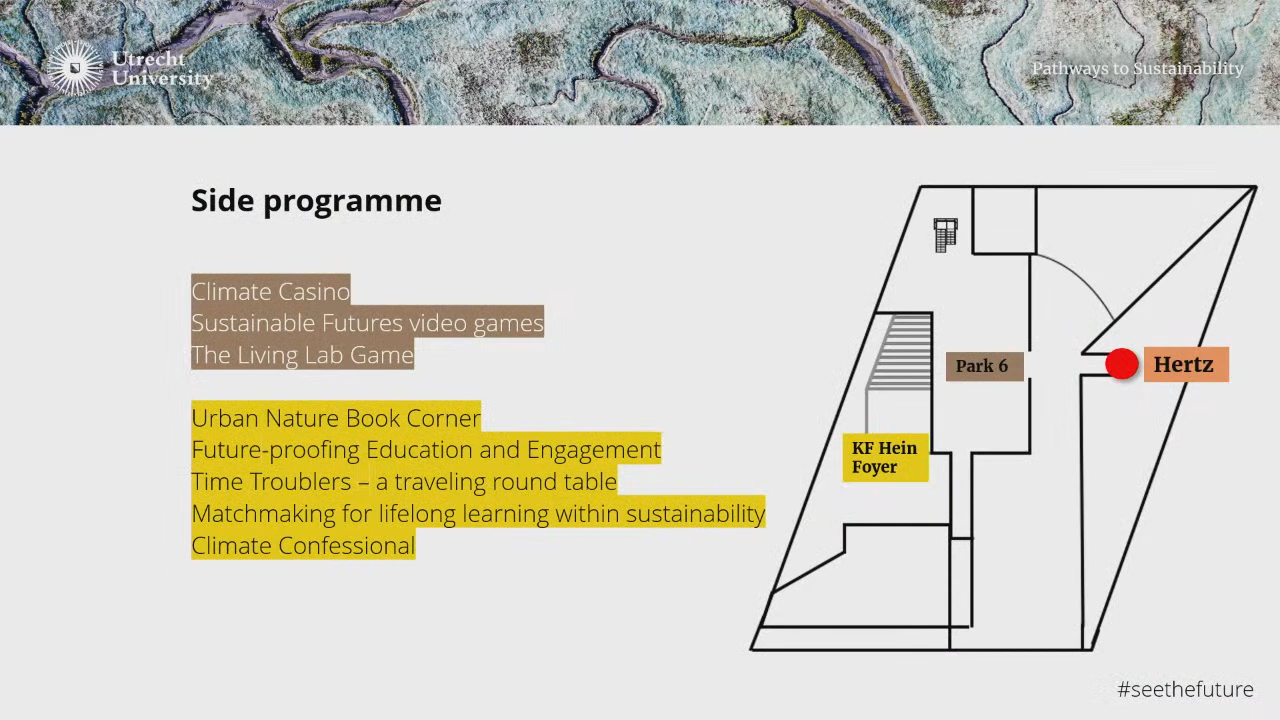 Utrecht
University
Pathways to Sustainability
Side programme
Climate Casino
Sustainable Futures video games
The Living Lab Game
Urban Nature Book Corner
Future-proofing Education and Engagement
Time Troublers – a traveling round table
Matchmaking for lifelong learning within sustainability
Climate Confessional
Park 6
Hertz
KF Hein
Foyer
#seethefuture